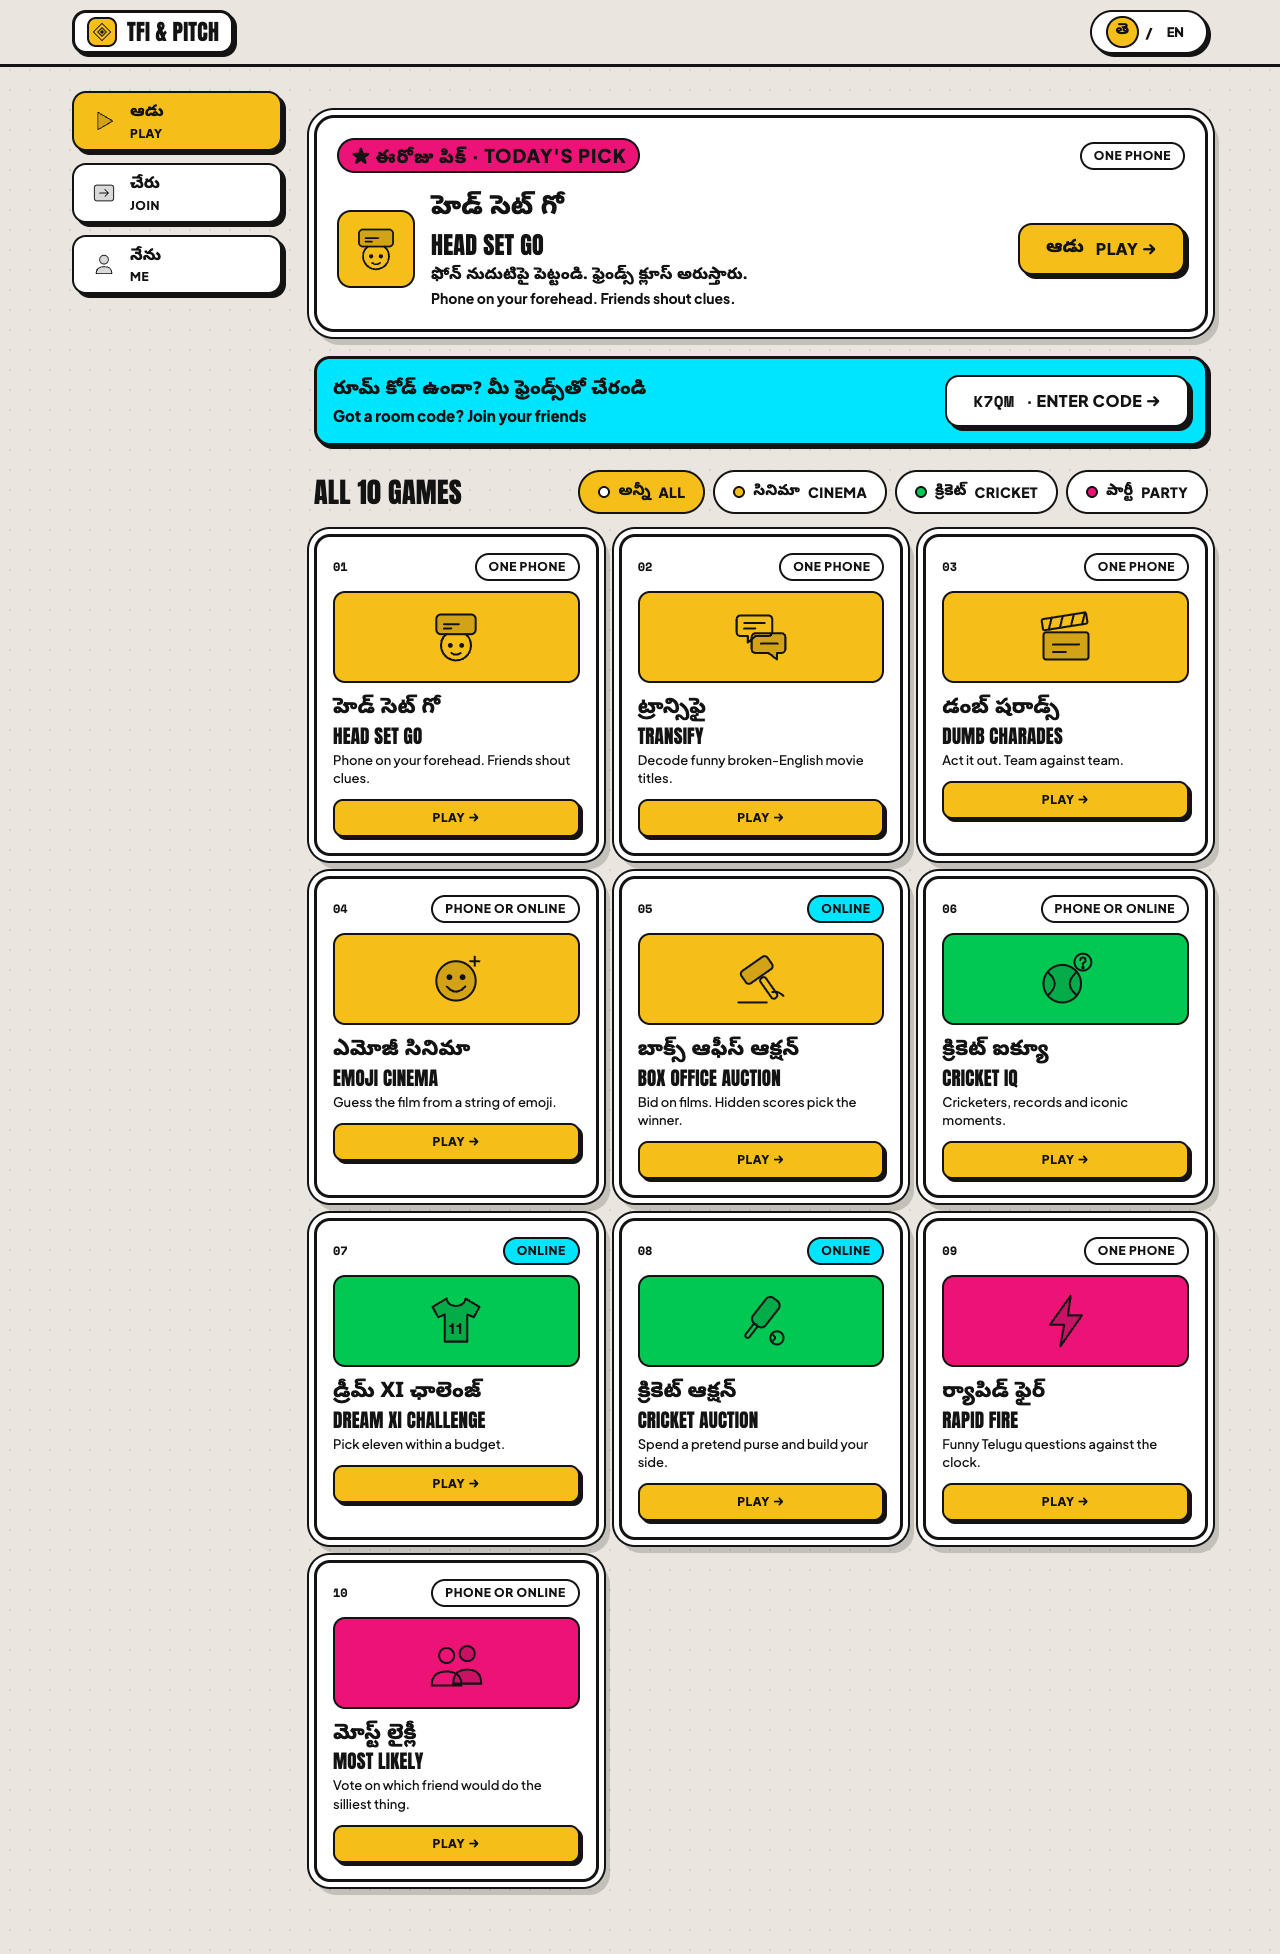 TFI & PITCH
తె / EN
ఆడు
PLAY
చేరు
JOIN
నేను
ME
★ ఈరోజు పిక్ · TODAY'S PICK
ONE PHONE
హెడ్ సెట్ గో
HEAD SET GO
ఫోన్ నుదుటిపై పెట్టండి. ఫ్రెండ్స్ క్లూస్ అరుస్తారు.
Phone on your forehead. Friends shout clues.
ఆడు PLAY →
రూమ్ కోడ్ ఉందా? మీ ఫ్రెండ్స్‌తో చేరండి
Got a room code? Join your friends
K7QM · ENTER CODE →
ALL 10 GAMES
అన్నీ ALL
సినిమా CINEMA
క్రికెట్ CRICKET
పార్టీ PARTY
01
ONE PHONE
హెడ్ సెట్ గో
HEAD SET GO
Phone on your forehead. Friends shout
clues.
PLAY →
02
ONE PHONE
ట్రాన్సిఫై
TRANSIFY
Decode funny broken-English movie
titles.
PLAY →
03
ONE PHONE
డంబ్ షరాడ్స్
DUMB CHARADES
Act it out. Team against team.
PLAY →
04
PHONE OR ONLINE
ఎమోజీ సినిమా
EMOJI CINEMA
Guess the film from a string of emoji.
PLAY →
05
ONLINE
బాక్స్ ఆఫీస్ ఆక్షన్
BOX OFFICE AUCTION
Bid on films. Hidden scores pick the
winner.
PLAY →
06
PHONE OR ONLINE
?
క్రికెట్ ఐక్యూ
CRICKET IQ
Cricketers, records and iconic
moments.
PLAY →
07
ONLINE
11
డ్రీమ్ XI ఛాలెంజ్
DREAM XI CHALLENGE
Pick eleven within a budget.
PLAY →
08
ONLINE
క్రికెట్ ఆక్షన్
CRICKET AUCTION
Spend a pretend purse and build your
side.
PLAY →
09
ONE PHONE
ర్యాపిడ్ ఫైర్
RAPID FIRE
Funny Telugu questions against the
clock.
PLAY →
10
PHONE OR ONLINE
మోస్ట్ లైక్లీ
MOST LIKELY
Vote on which friend would do the
silliest thing.
PLAY →